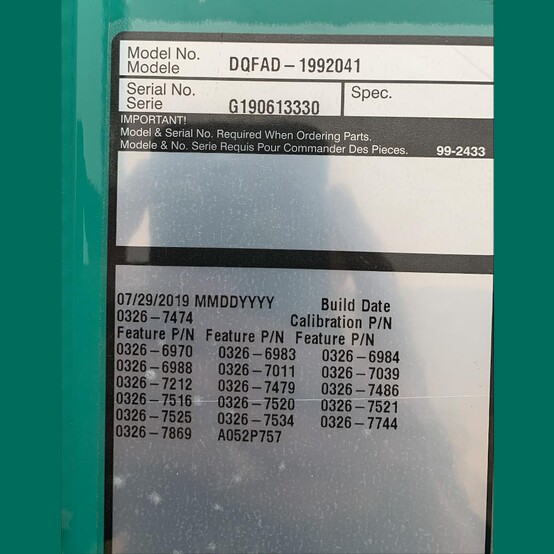 Model No.
Modele DQFAD-1992041
Serial No. Spec.
Serie G190613330
IMPORTANT!
Model & Serial No. Required When Ordering Parts.
Modele & No. Serie Requis Pour Commander Des Pieces. 99-2433
07/29/2019 MMDDYYYY Build Date
0326-7474 Calibration P/N
Feature P/N Feature P/N Feature P/N
0326-6970 0326-6983 0326-6984
0326-6988 0326-7011 0326-7039
0326-7212 0326-7479 0326-7486
0326-7516 0326-7520 0326-7521
0326-7525 0326-7534 0326-7744
0326-7869 A052P757